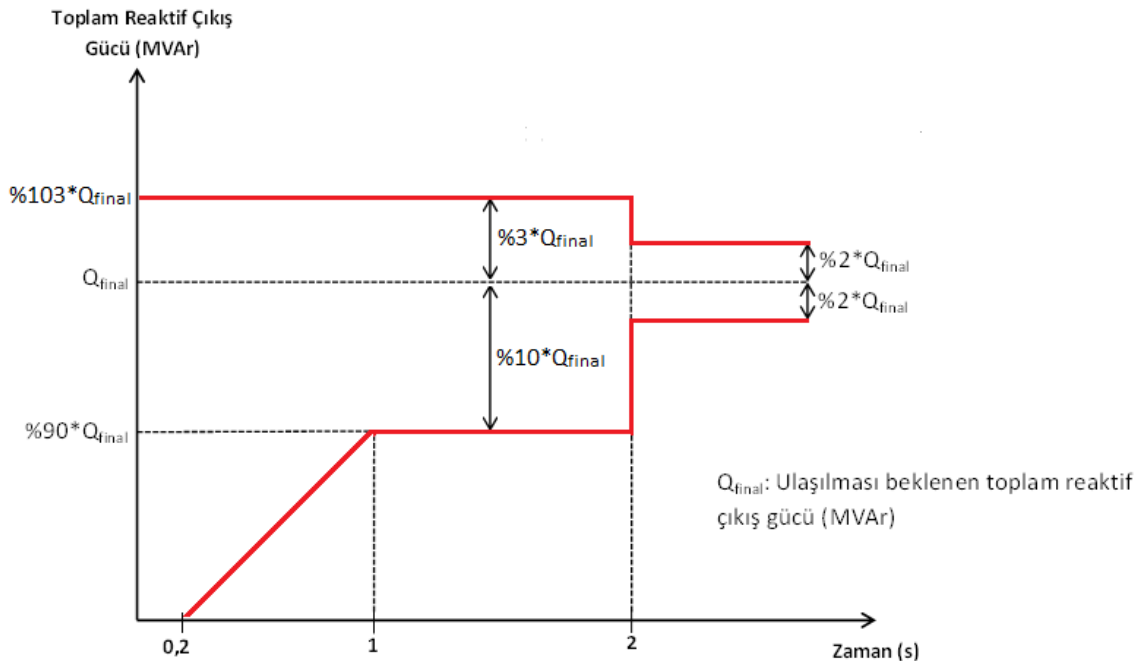 Toplam Reaktif Çıkış
Gücü (MVAr)
%103*Qfinal
%3*Qfinal
%2*Qfinal
Qfinal
%2*Qfinal
%10*Qfinal
%90*Qfinal
Qfinal: Ulaşılması beklenen toplam reaktif
çıkış gücü (MVAr)
0,2
1
2
Zaman (s)